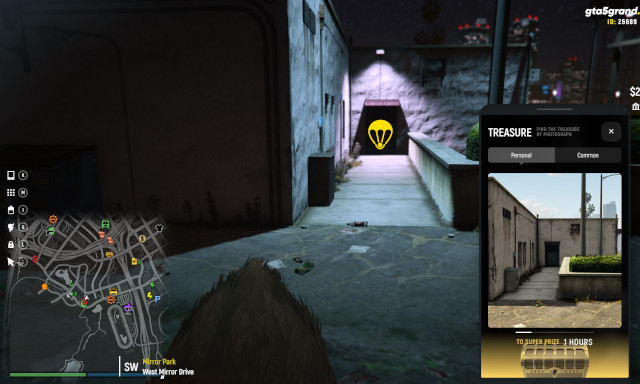 gta5grand.
ID: 26689
$2
TREASURE
FIND THE TREASURE
BY PHOTOGRAPH
Personal
Common
SW
Mirror Park
West Mirror Drive
TO SUPER PRIZE 1 HOURS